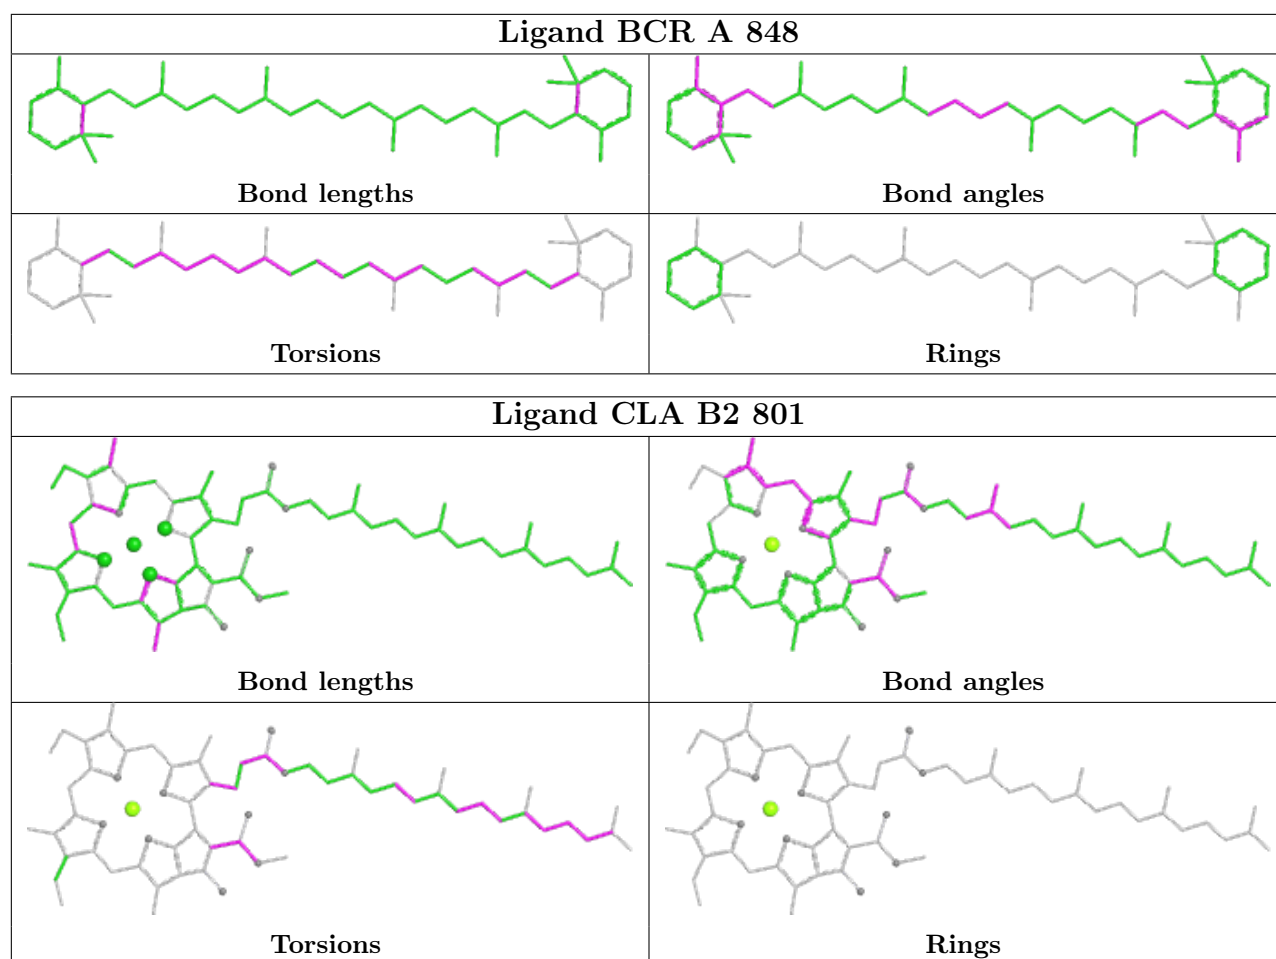 Ligand BCR A 848
Bond lengths
Bond angles
Torsions
Rings
Ligand CLA B2 801
Bond lengths
Bond angles
Torsions
Rings